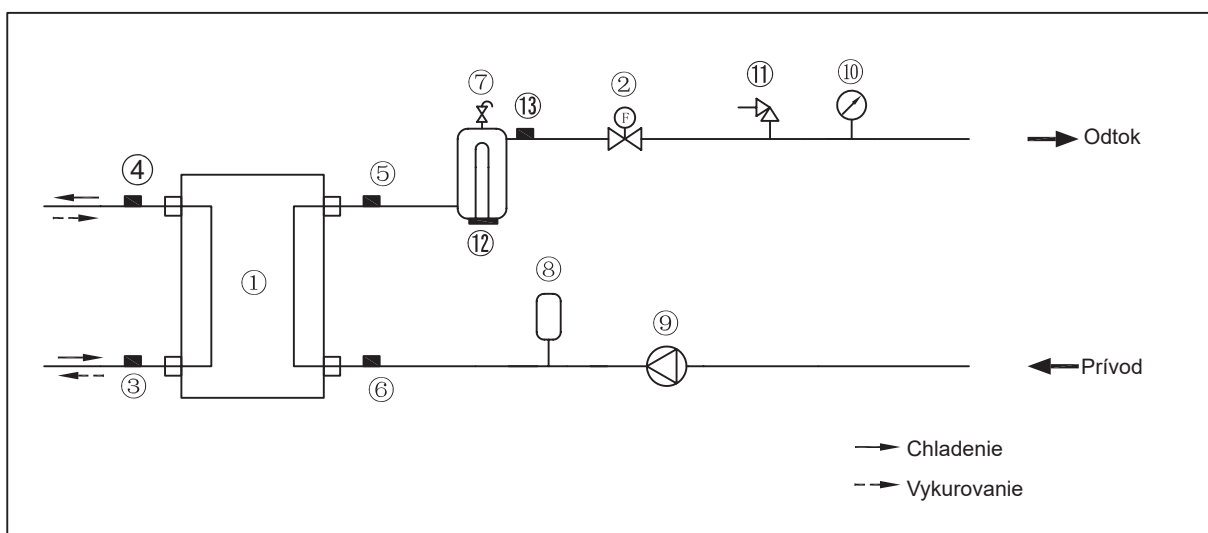 ⑦
⑬
②
F
⑪
⑩
Odtok
④
⑤
⑫
①
⑧
⑨
Prívod
③
⑥
Chladenie
Vykurovanie